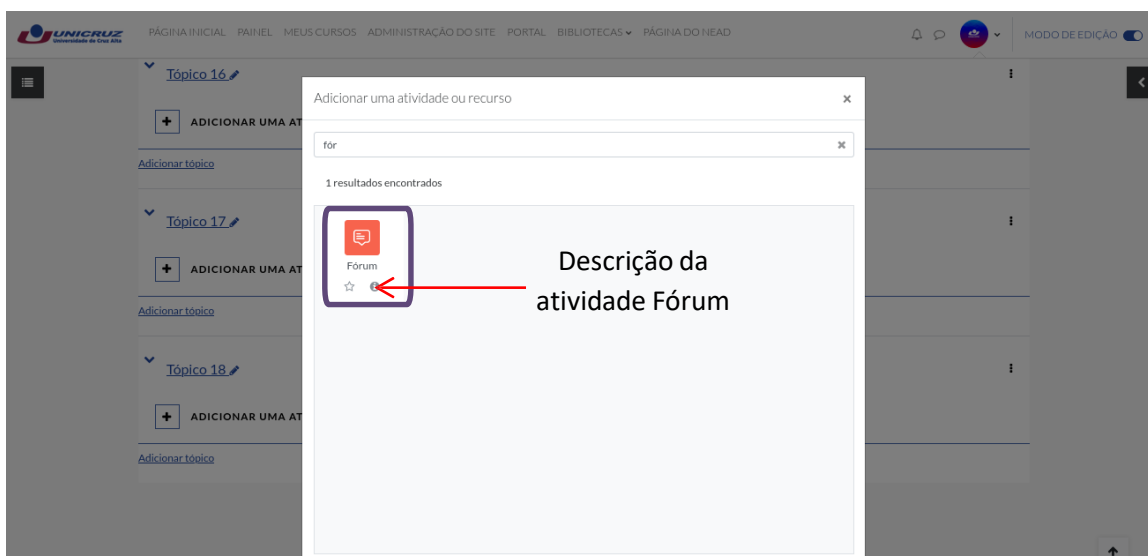 UNICRUZ
Universidade de Cruz Alta
PÁGINA INICIAL PAINEL MEUS CURSOS ADMINISTRAÇÃO DO SITE PORTAL BIBLIOTECAS PÁGINA DO NEAD
MODO DE EDIÇÃO
Tópico 16
Adicionar uma atividade ou recurso
ADICIONAR UMA AT
fór
Adicionar tópico
1 resultados encontrados
Tópico 17
Fórum
Descrição da
atividade Fórum
ADICIONAR UMA AT
Adicionar tópico
Tópico 18
ADICIONAR UMA AT
Adicionar tópico